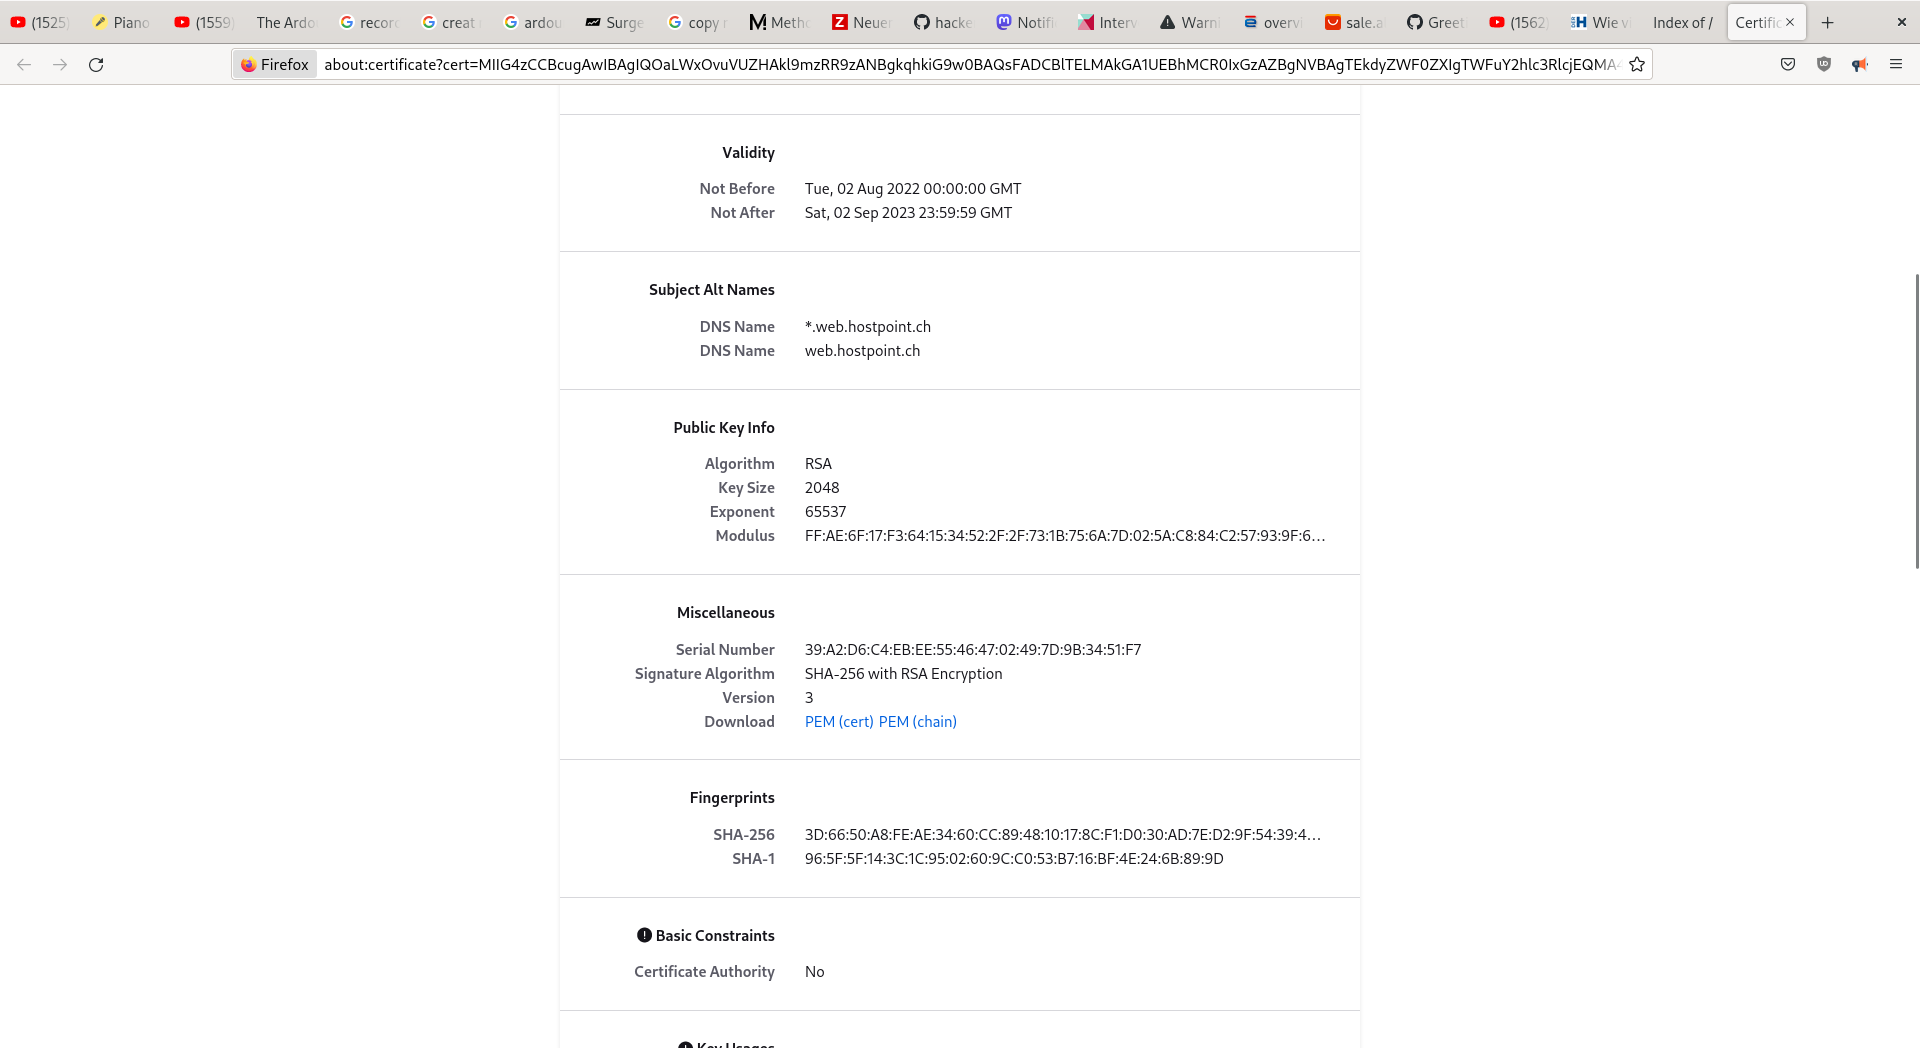 (1525)
Piano
(1559)
The Ardo
recor
creat
ardou
Surge
copy r
Metho
Neuer
hacke
Notifi
Interv
Warni
overvi
sale.a
Greet
(1562)
Wie vi
Index of /
Certific
Firefox about:certificate?cert=MIIG4zCCBcugAwIBAgIQOaLWxOvuVUZHAkl9mzRR9zANBgkqhkiG9w0BAQsFADCBlTELMAkGA1UEBhMCR0IxGzAZBgNVBAgTEkdyZWF0ZXIgTWFuY2hlc3RlcjEQMA4
Validity
Not Before Tue, 02 Aug 2022 00:00:00 GMT
Not After Sat, 02 Sep 2023 23:59:59 GMT
Subject Alt Names
DNS Name *.web.hostpoint.ch
DNS Name web.hostpoint.ch
Public Key Info
Algorithm RSA
Key Size 2048
Exponent 65537
Modulus FF:AE:6F:17:F3:64:15:34:52:2F:2F:73:1B:75:6A:7D:02:5A:C8:84:C2:57:93:9F:6…
Miscellaneous
Serial Number 39:A2:D6:C4:EB:EE:55:46:47:02:49:7D:9B:34:51:F7
Signature Algorithm SHA-256 with RSA Encryption
Version 3
Download PEM (cert) PEM (chain)
Fingerprints
SHA-256 3D:66:50:A8:FE:AE:34:60:CC:89:48:10:17:8C:F1:D0:30:AD:7E:D2:9F:54:39:4…
SHA-1 96:5F:5F:14:3C:1C:95:02:60:9C:C0:53:B7:16:BF:4E:24:6B:89:9D
Basic Constraints
Certificate Authority No
Key Usages